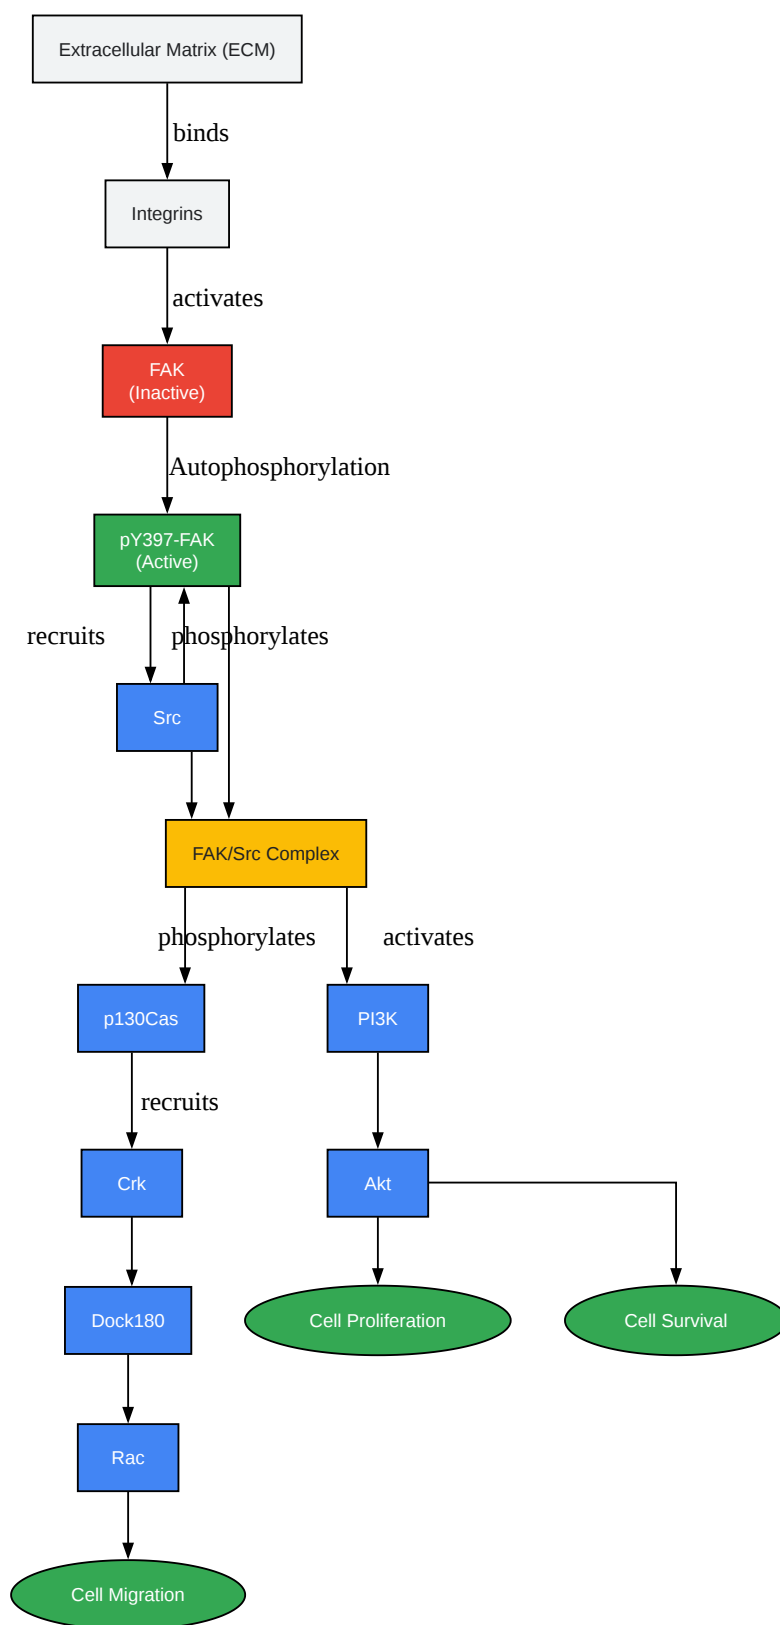 Extracellular Matrix (ECM)
binds
Integrins
activates
FAK
(Inactive)
Autophosphorylation
pY397-FAK
(Active)
recruits
phosphorylates
Src
FAK/Src Complex
phosphorylates
activates
p130Cas
PI3K
recruits
Crk
Akt
Dock180
Cell Proliferation
Cell Survival
Rac
Cell Migration